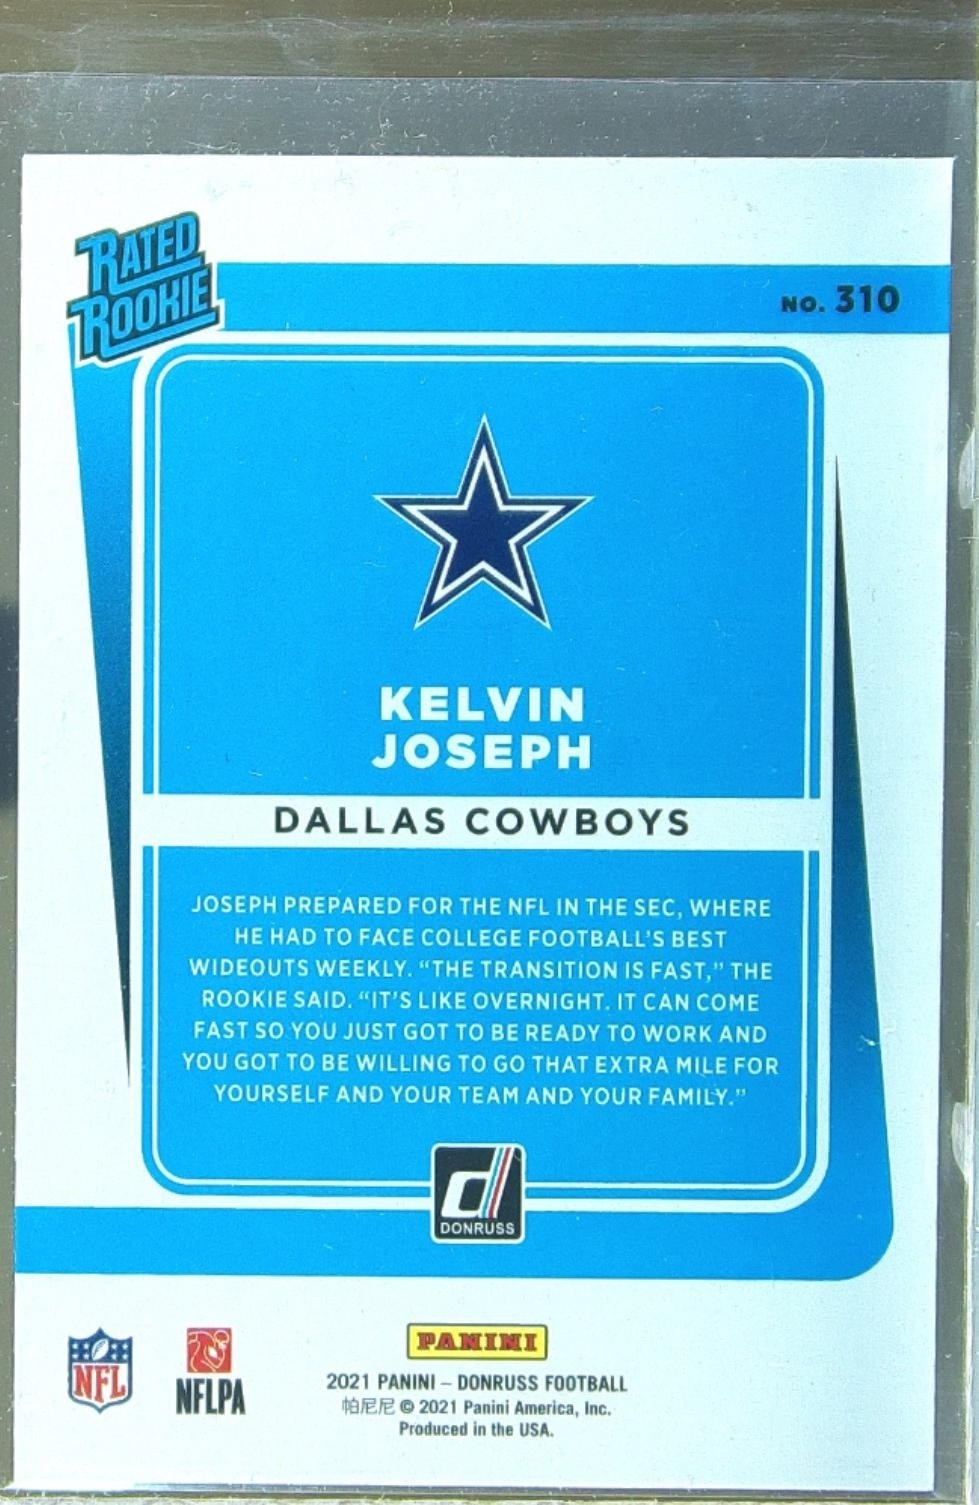 RATED
ROOKIE
NO. 310
KELVIN
JOSEPH
DALLAS COWBOYS
JOSEPH PREPARED FOR THE NFL IN THE SEC, WHERE
HE HAD TO FACE COLLEGE FOOTBALL'S BEST
WIDEOUTS WEEKLY. “THE TRANSITION IS FAST,” THE
ROOKIE SAID. “IT'S LIKE OVERNIGHT. IT CAN COME
FAST SO YOU JUST GOT TO BE READY TO WORK AND
YOU GOT TO BE WILLING TO GO THAT EXTRA MILE FOR
YOURSELF AND YOUR TEAM AND YOUR FAMILY.”
d
DONRUSS
NFL
NFLPA
PANINI
2021 PANINI – DONRUSS FOOTBALL
帕尼尼 © 2021 Panini America, Inc.
Produced in the USA.